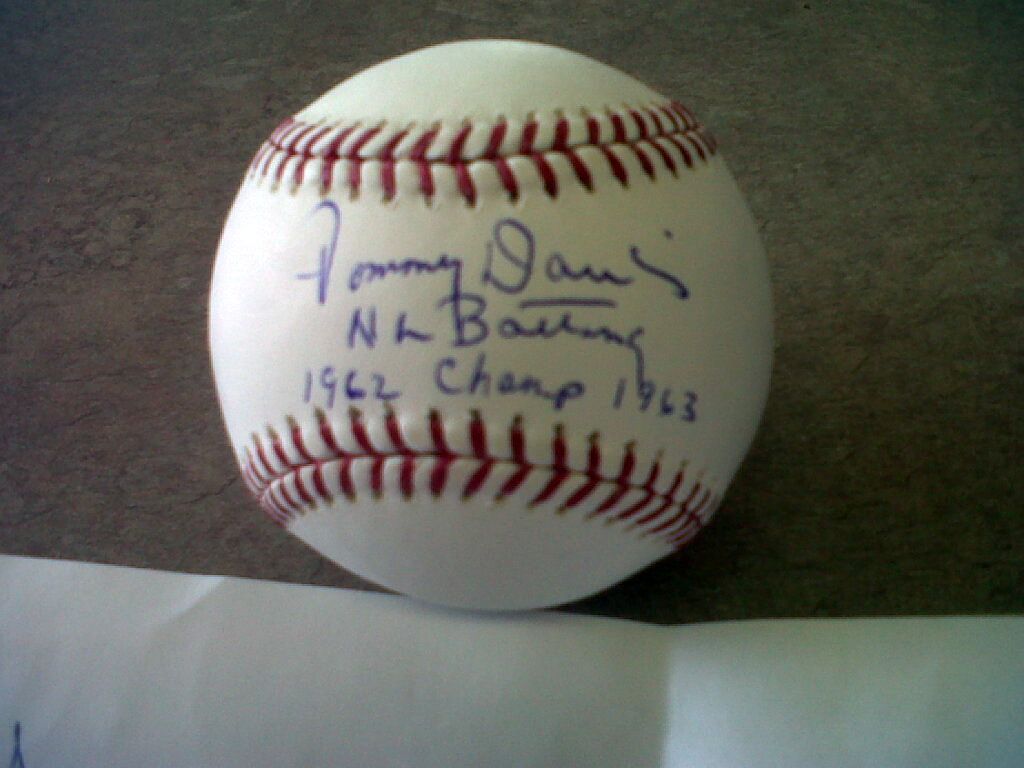 Tommy Davis
NL Batting
1962 Champ 1963